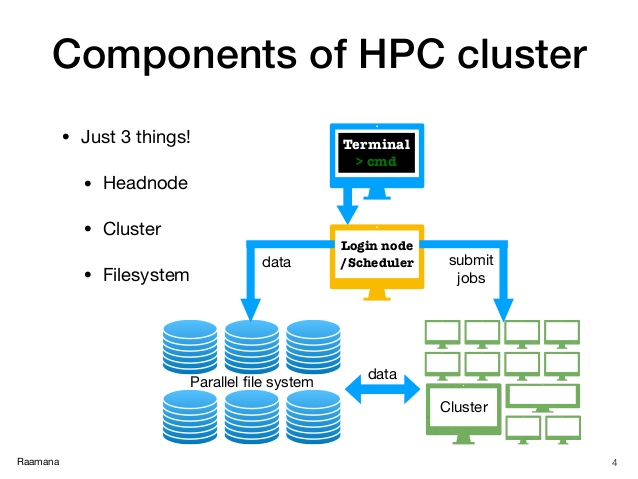 Components of HPC cluster
• Just 3 things!
• Headnode
• Cluster
• Filesystem
Terminal
> cmd
Login node
/Scheduler
data
submit
jobs
Parallel file system
data
Cluster
Raamana
4